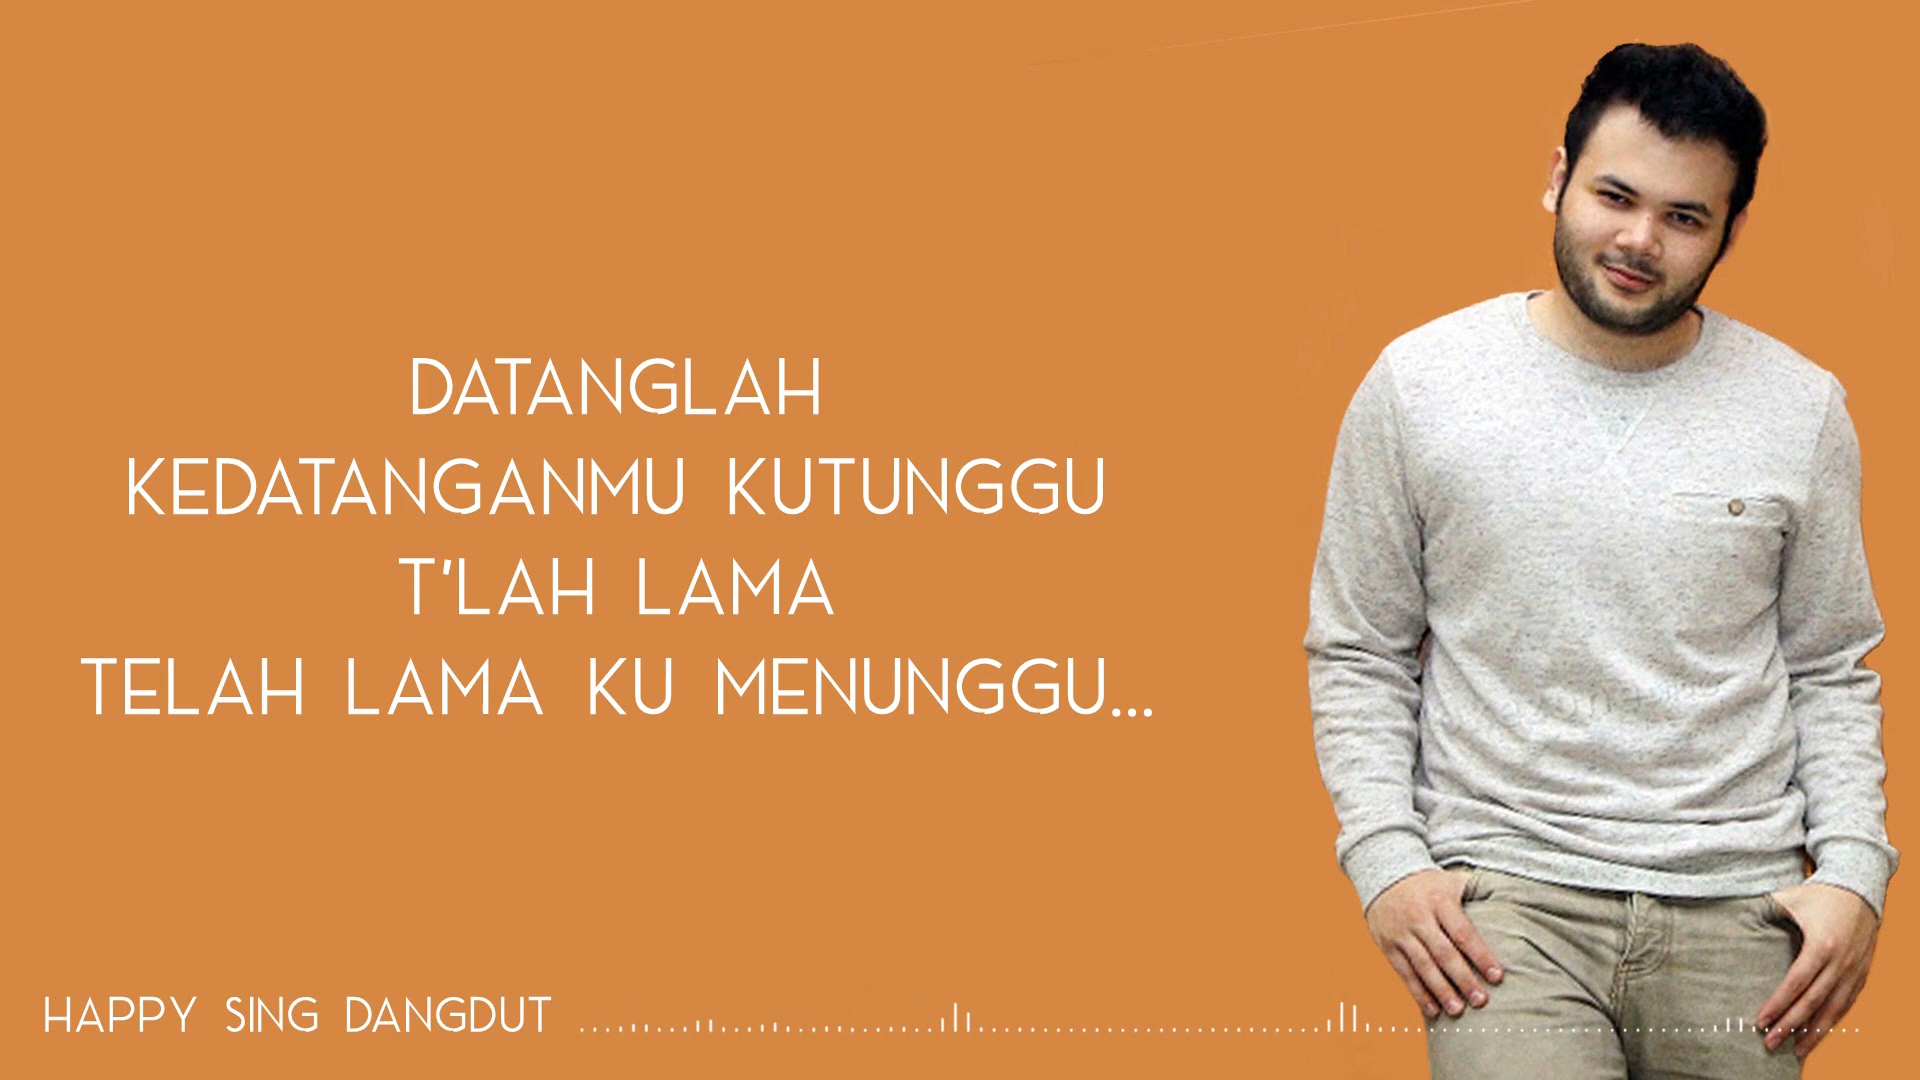 DATANGLAH
KEDATANGANMU KUTUNGGU
T'LAH LAMA
TELAH LAMA KU MENUNGGU...
HAPPY SING DANGDUT